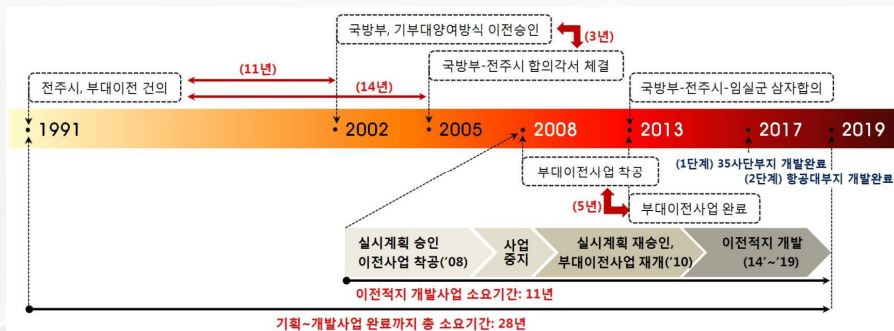 국방부, 기부대양여방식 이전승인
(3년)
(11년)
국방부-전주시 합의각서 체결
전주시, 부대이전 건의
(14년)
국방부-전주시-임실군 삼자합의
1991
2002
2005
2008
2013
2017
2019
(1단계) 35사단부지 개발완료
(2단계) 항공대부지 개발완료
부대이전사업 착공
(5년)
부대이전사업 완료
실시계획 승인
이전사업 착공('08)
사업
중지
실시계획 재승인,
부대이전사업 재개('10)
이전적지 개발
(14'~'19)
이전적지 개발사업 소요기간: 11년
기획~개발사업 완료까지 총 소요기간: 28년